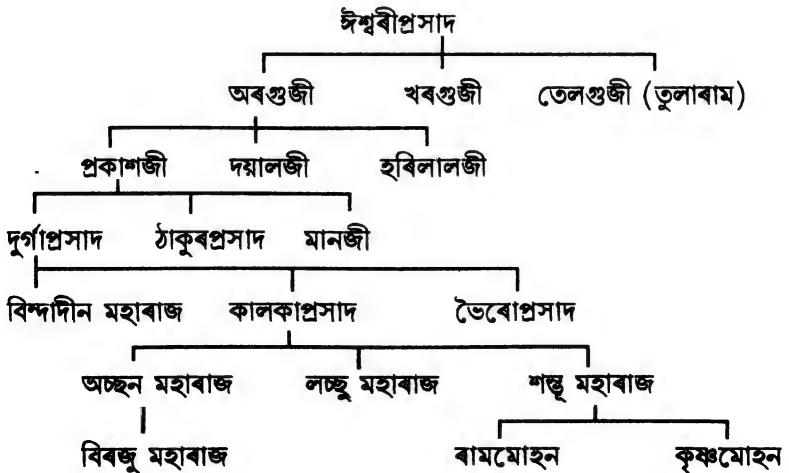 ঈশ্বৰীপ্ৰসাদ
অৰগুজী খৰগুজী তেলগুজী (তুলাৰাম)
প্ৰকাশজী দয়ালজী হৰিলালজী
দুৰ্গাপ্ৰসাদ ঠাকুৰপ্ৰসাদ মানজী
বিন্দাদীন মহাৰাজ কালকাপ্ৰসাদ ভৈৰোপ্ৰসাদ
অচ্ছন মহাৰাজ লচ্ছু মহাৰাজ শম্ভূ মহাৰাজ
বিৰজু মহাৰাজ ৰামমোহন কৃষ্ণমোহন